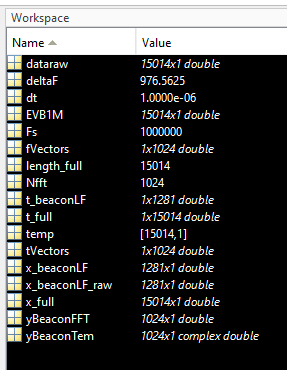 Workspace
Name Value
dataraw 15014x1 double
deltaF 976.5625
dt 1.0000e-06
EVB1M 15014x1 double
Fs 1000000
fVectors 1x1024 double
length_full 15014
Nfft 1024
t_beaconLF 1x1281 double
t_full 1x15014 double
temp [15014,1]
tVectors 1x1024 double
x_beaconLF 1281x1 double
x_beaconLF_raw 1281x1 double
x_full 15014x1 double
yBeaconFFT 1024x1 double
yBeaconTem 1024x1 complex double